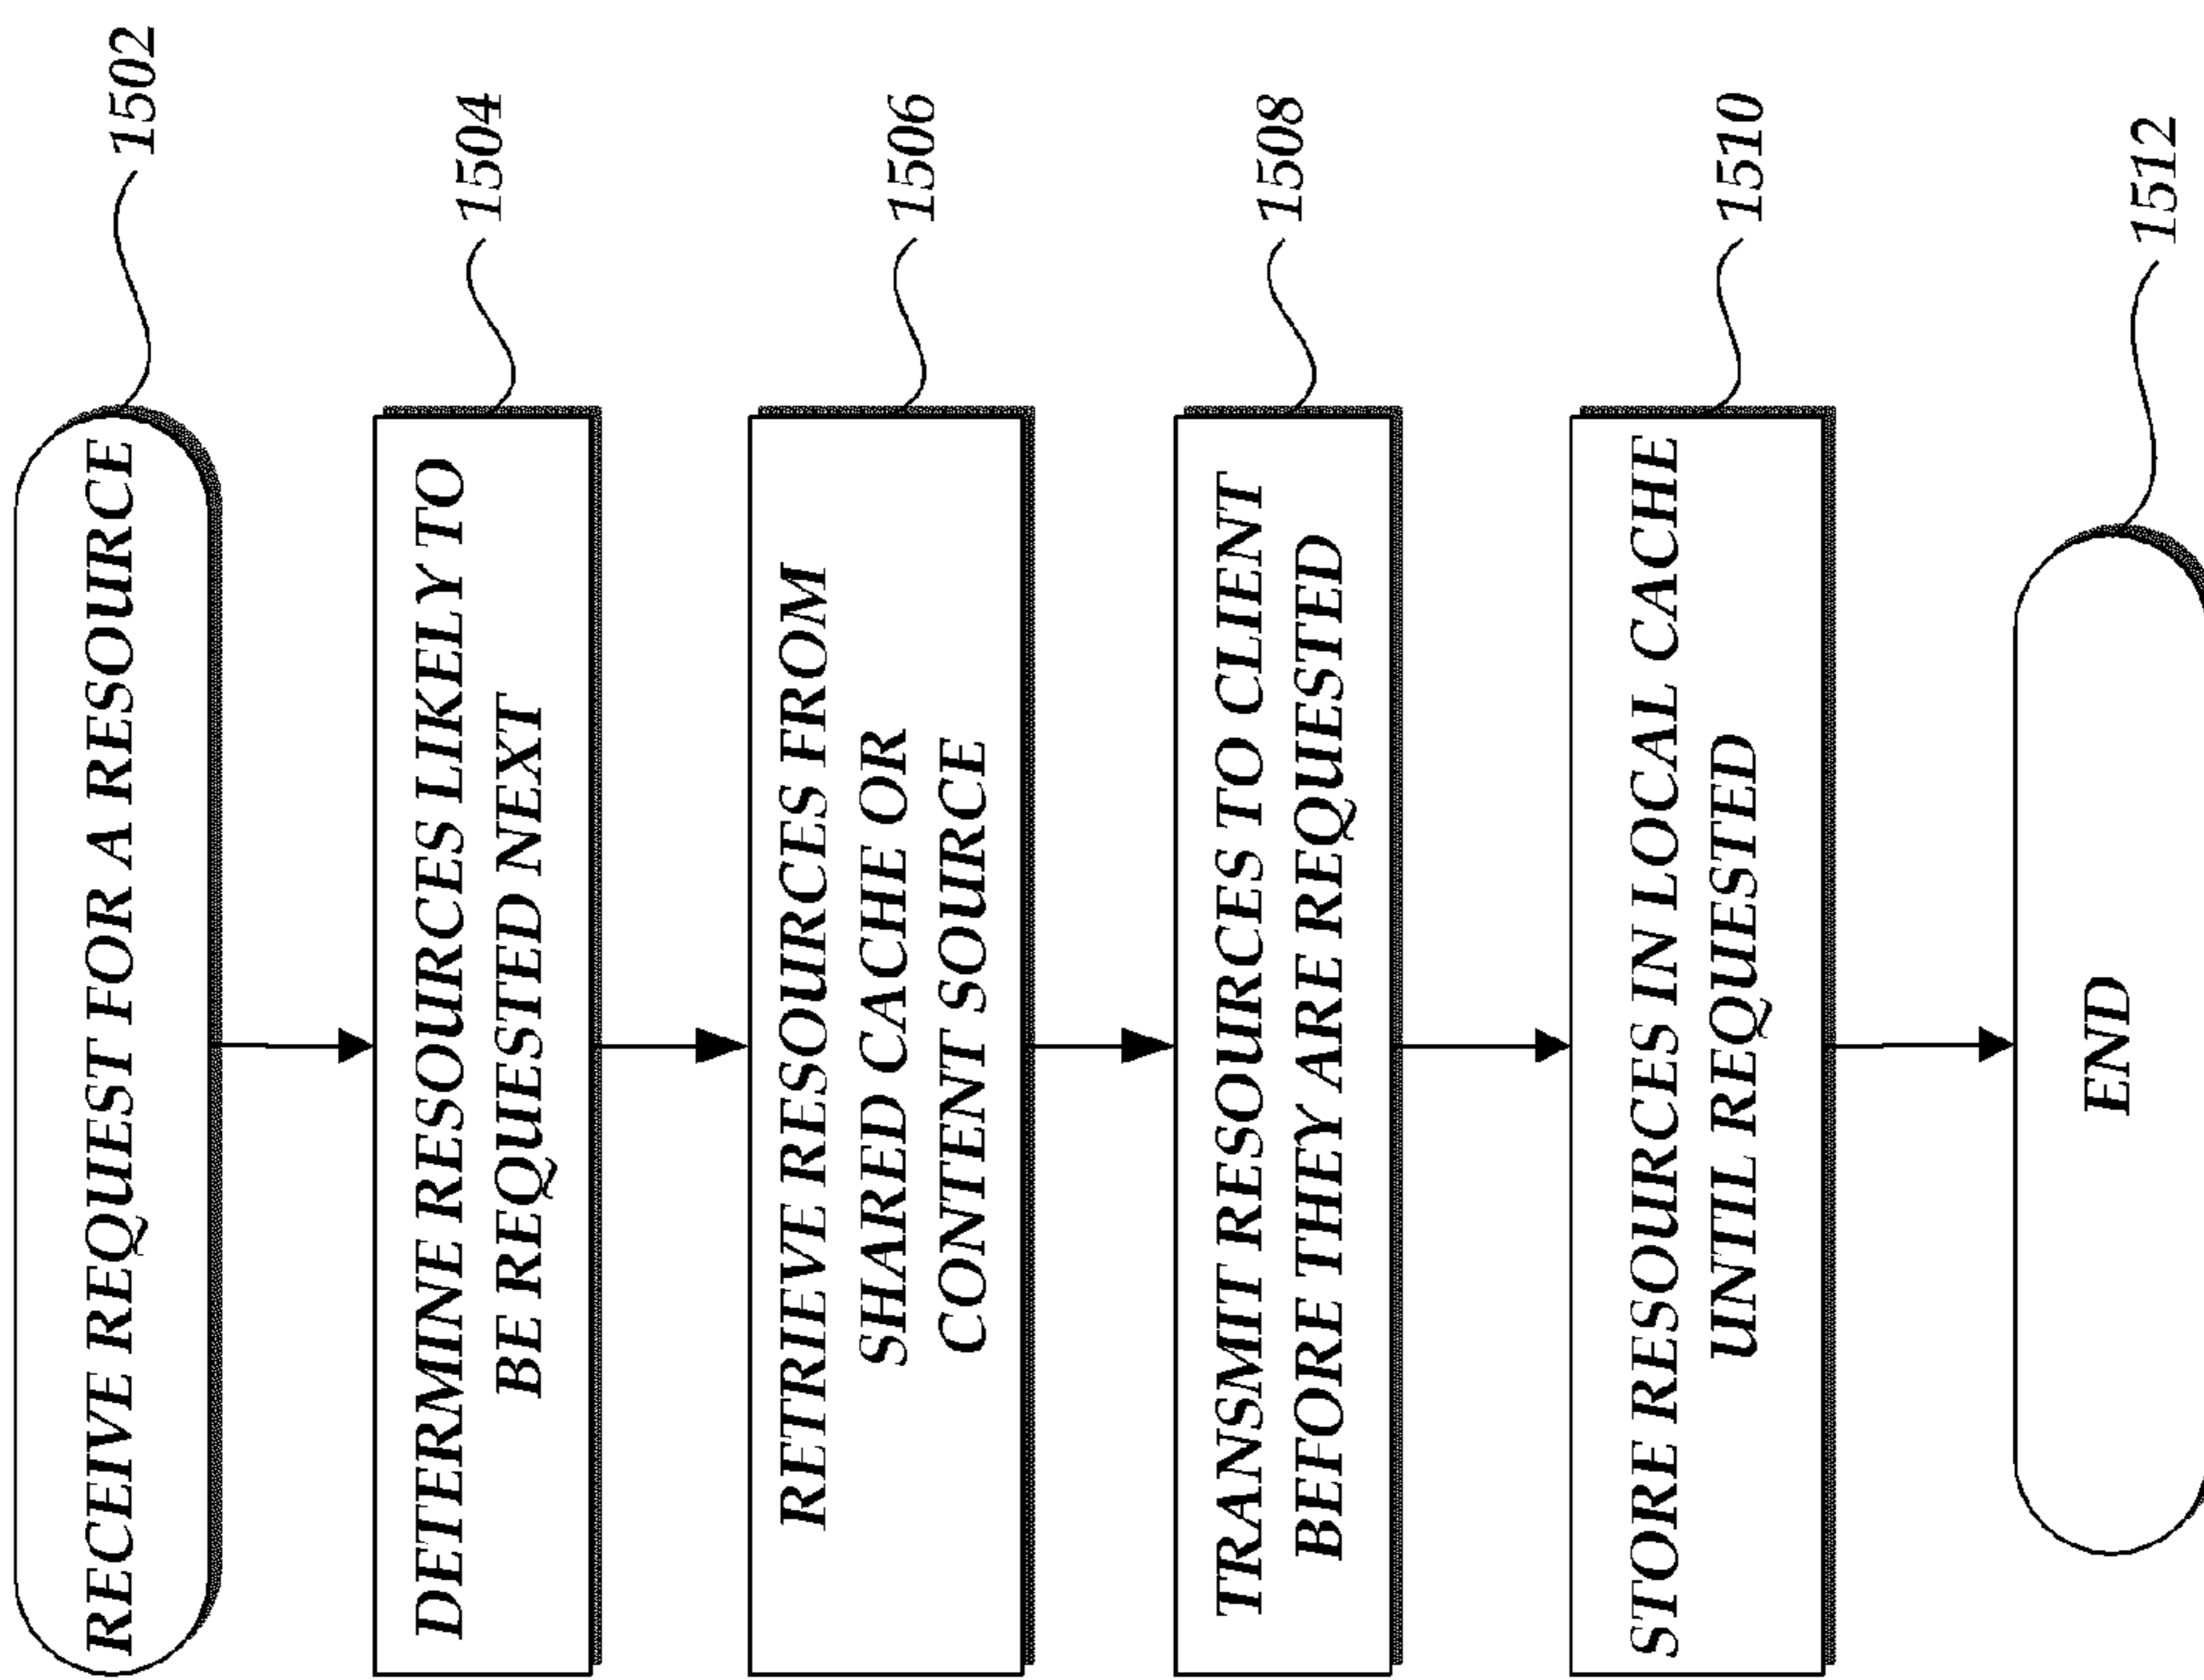 RECEIVE REQUEST FOR A RESOURCE
1502
DETERMINE RESOURCES LIKELY TO
BE REQUESTED NEXT
1504
RETRIEVE RESOURCES FROM
SHARED CACHE OR
CONTENT SOURCE
1506
TRANSMIT RESOURCES TO CLIENT
BEFORE THEY ARE REQUESTED
1508
STORE RESOURCES IN LOCAL CACHE
UNTIL REQUESTED
1510
END
1512